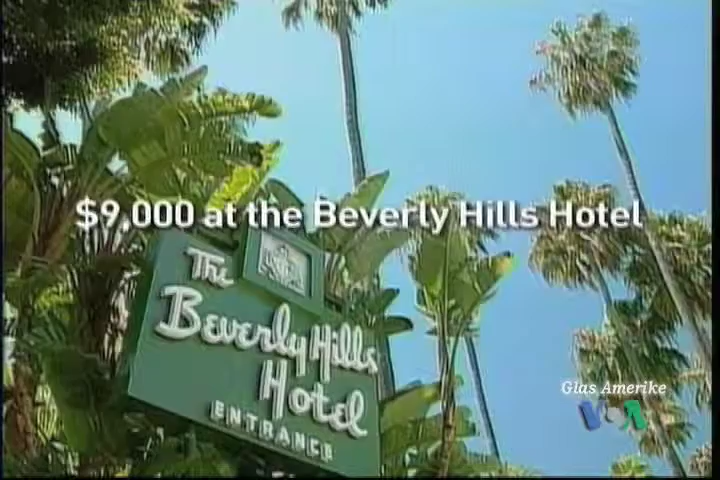 $9,000 at the Beverly Hills Hotel
The
Beverly Hills
Hotel
ENTRANCE
Glas Amerike
VOA